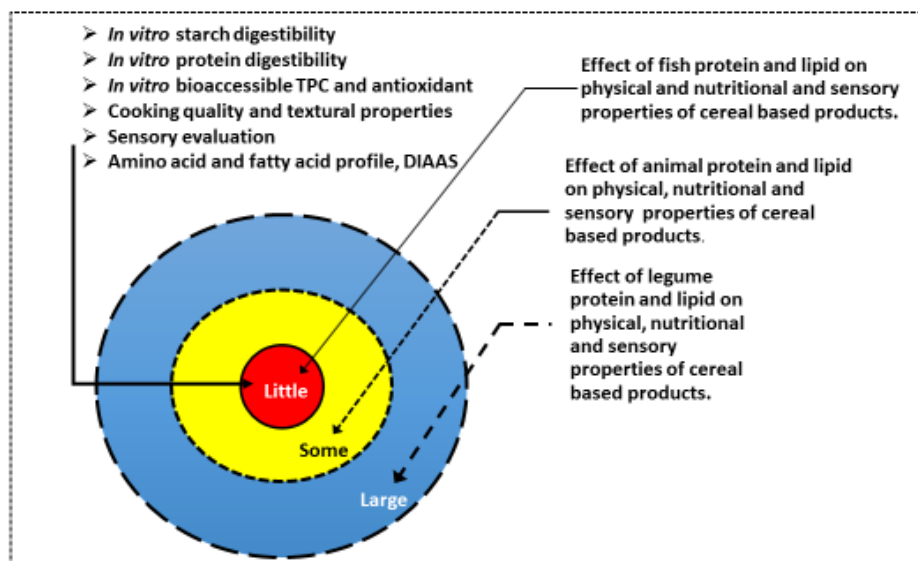 ➢ In vitro starch digestibility
➢ In vitro protein digestibility
➢ In vitro bioaccessible TPC and antioxidant
➢ Cooking quality and textural properties
➢ Sensory evaluation
➢ Amino acid and fatty acid profile, DIAAS
Effect of fish protein and lipid on
physical and nutritional and sensory
properties of cereal based products.
Effect of animal protein and lipid
on physical, nutritional and
sensory properties of cereal
based products.
Effect of legume
protein and lipid on
physical, nutritional
and sensory
properties of cereal
based products.
Little
Some
Large